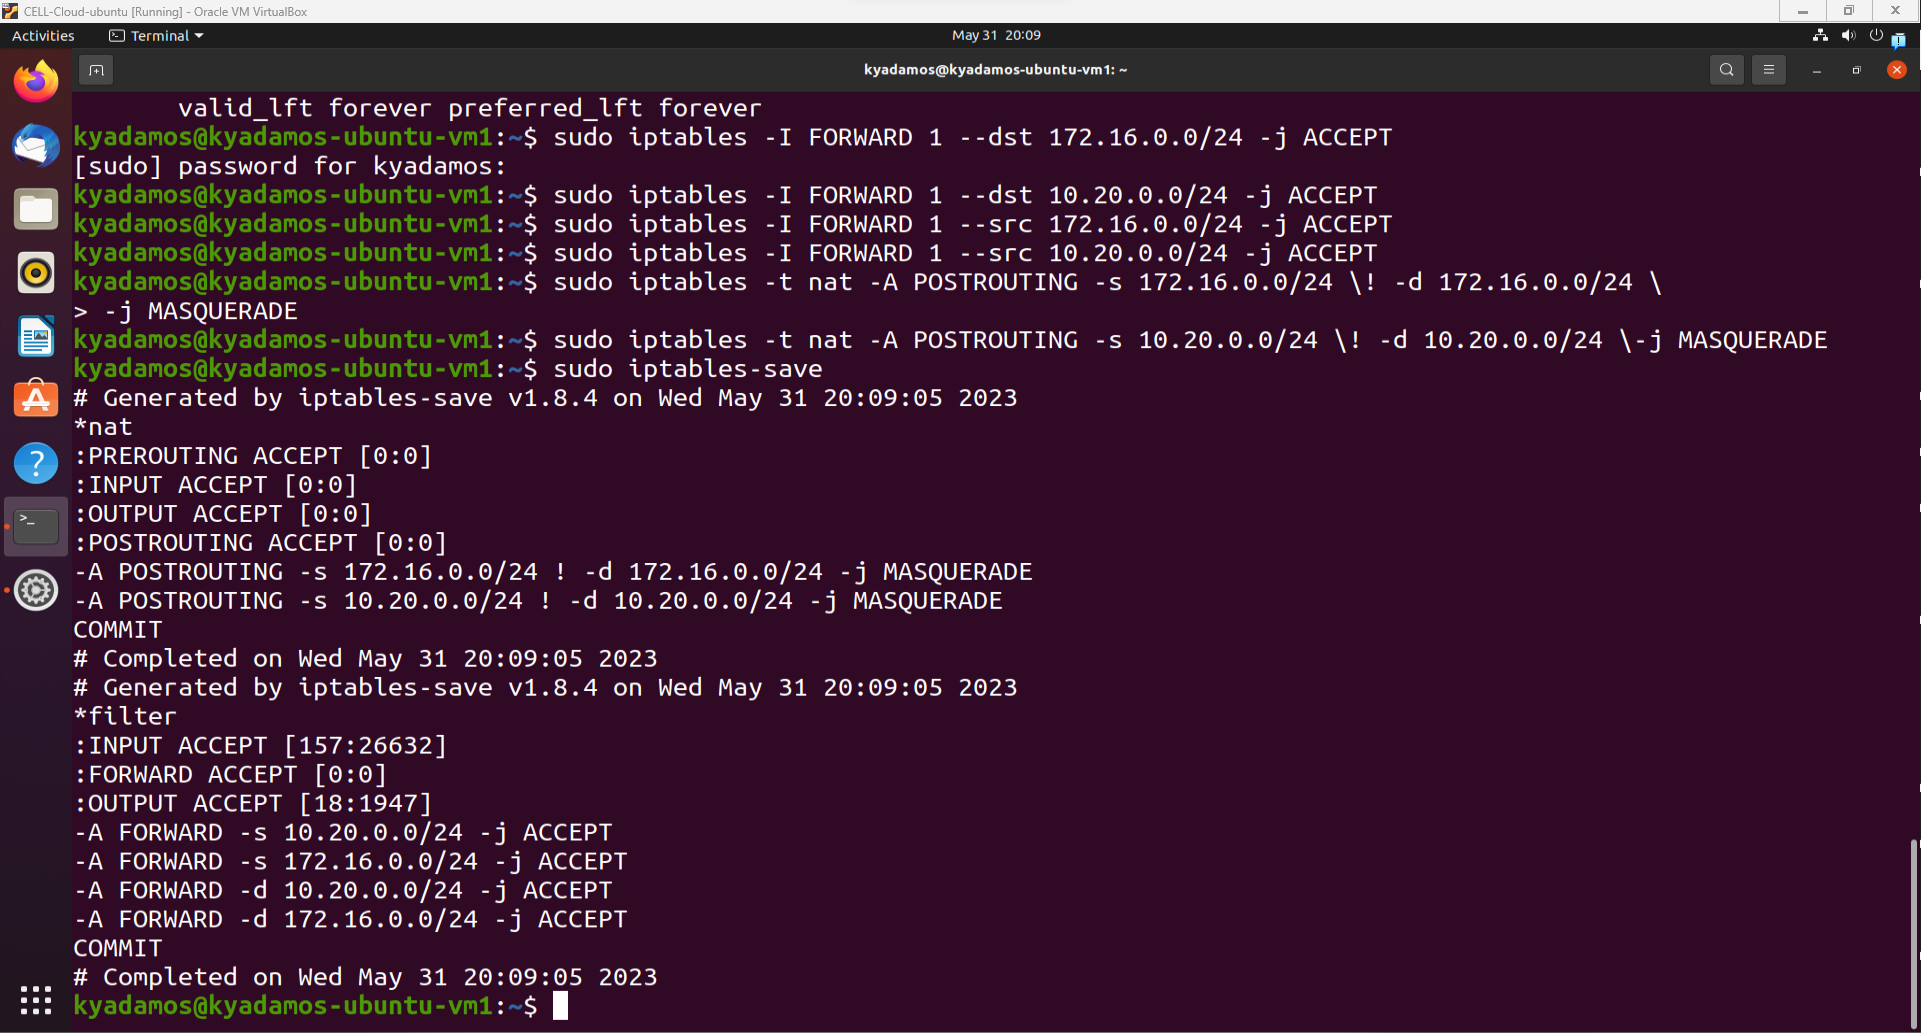 CELL-Cloud-ubuntu [Running] - Oracle VM VirtualBox
Activities Terminal May 31 20:09
kyadamos@kyadamos-ubuntu-vm1: ~
valid_lft forever preferred_lft forever
kyadamos@kyadamos-ubuntu-vm1:~$ sudo iptables -I FORWARD 1 --dst 172.16.0.0/24 -j ACCEPT
[sudo] password for kyadamos:
kyadamos@kyadamos-ubuntu-vm1:~$ sudo iptables -I FORWARD 1 --dst 10.20.0.0/24 -j ACCEPT
kyadamos@kyadamos-ubuntu-vm1:~$ sudo iptables -I FORWARD 1 --src 172.16.0.0/24 -j ACCEPT
kyadamos@kyadamos-ubuntu-vm1:~$ sudo iptables -I FORWARD 1 --src 10.20.0.0/24 -j ACCEPT
kyadamos@kyadamos-ubuntu-vm1:~$ sudo iptables -t nat -A POSTROUTING -s 172.16.0.0/24 \! -d 172.16.0.0/24 \
> -j MASQUERADE
kyadamos@kyadamos-ubuntu-vm1:~$ sudo iptables -t nat -A POSTROUTING -s 10.20.0.0/24 \! -d 10.20.0.0/24 \-j MASQUERADE
kyadamos@kyadamos-ubuntu-vm1:~$ sudo iptables-save
# Generated by iptables-save v1.8.4 on Wed May 31 20:09:05 2023
*nat
:PREROUTING ACCEPT [0:0]
:INPUT ACCEPT [0:0]
:OUTPUT ACCEPT [0:0]
:POSTROUTING ACCEPT [0:0]
-A POSTROUTING -s 172.16.0.0/24 ! -d 172.16.0.0/24 -j MASQUERADE
-A POSTROUTING -s 10.20.0.0/24 ! -d 10.20.0.0/24 -j MASQUERADE
COMMIT
# Completed on Wed May 31 20:09:05 2023
# Generated by iptables-save v1.8.4 on Wed May 31 20:09:05 2023
*filter
:INPUT ACCEPT [157:26632]
:FORWARD ACCEPT [0:0]
:OUTPUT ACCEPT [18:1947]
-A FORWARD -s 10.20.0.0/24 -j ACCEPT
-A FORWARD -s 172.16.0.0/24 -j ACCEPT
-A FORWARD -d 10.20.0.0/24 -j ACCEPT
-A FORWARD -d 172.16.0.0/24 -j ACCEPT
COMMIT
# Completed on Wed May 31 20:09:05 2023
kyadamos@kyadamos-ubuntu-vm1:~$